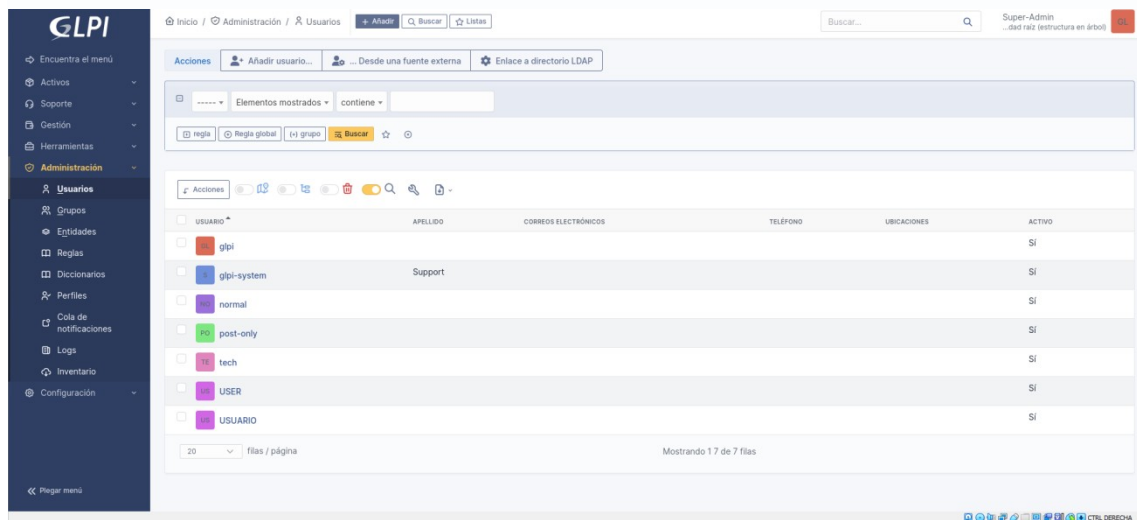 GLPI
Inicio / Administración / Usuarios + Añadir Buscar Listas Buscar... Super-Admin GL
...dad raíz (estructura en árbol)
Encuentra el menú
Activos
Soporte
Gestión
Herramientas
Administración
Usuarios
Grupos
Entidades
Reglas
Diccionarios
Perfiles
Cola de
notificaciones
Logs
Inventario
Configuración
Plegar menú
Acciones Añadir usuario... ... Desde una fuente externa Enlace a directorio LDAP
----- Elementos mostrados contiene
regla Regla global (+) grupo Buscar
Acciones
USUARIO APELLIDO CORREOS ELECTRÓNICOS TELÉFONO UBICACIONES ACTIVO
GL glpi Sí
S glpi-system Support Sí
NO normal Sí
PO post-only Sí
TE tech Sí
US USER Sí
US USUARIO Sí
20 filas / página Mostrando 1 7 de 7 filas
CTRL DERECHA